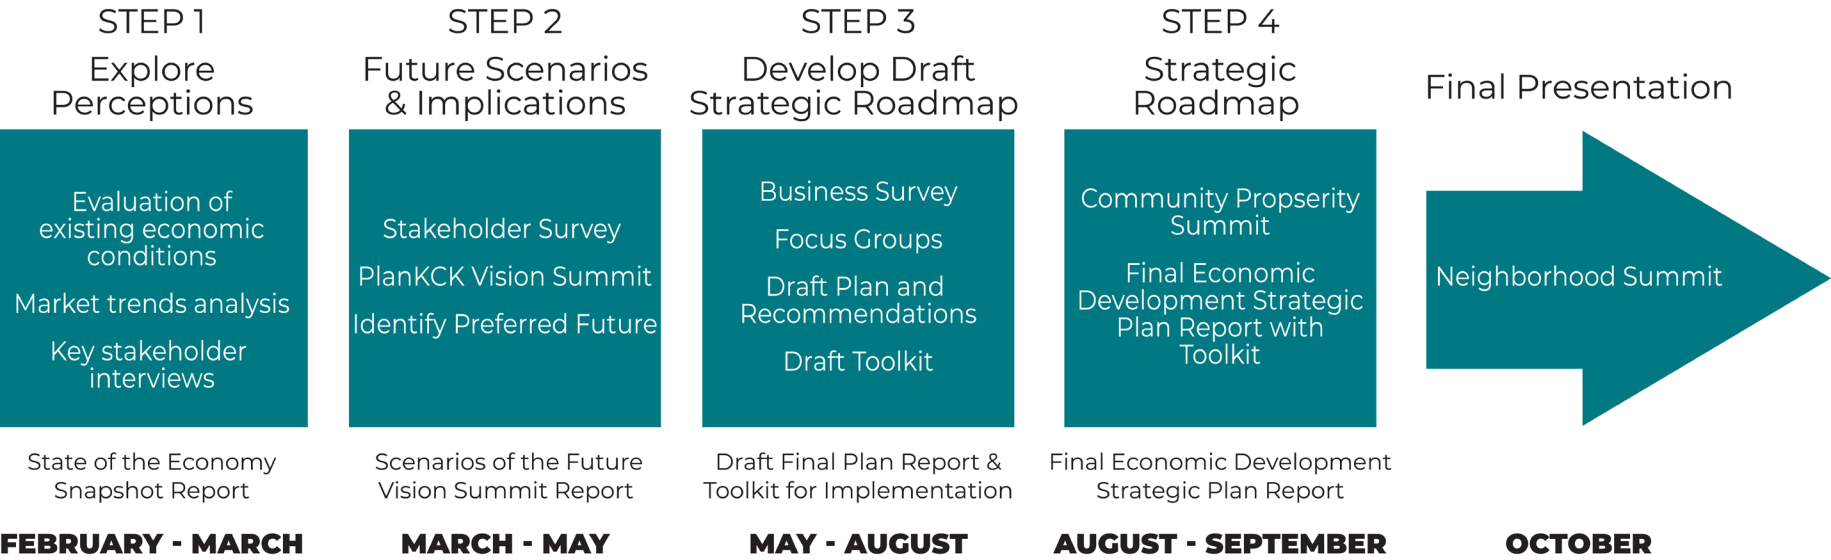 STEP 1
Explore
Perceptions
Evaluation of
existing economic
conditions
Market trends analysis
Key stakeholder
interviews
State of the Economy
Snapshot Report
FEBRUARY - MARCH
STEP 2
Future Scenarios
& Implications
Stakeholder Survey
PlanKCK Vision Summit
Identify Preferred Future
Scenarios of the Future
Vision Summit Report
MARCH - MAY
STEP 3
Develop Draft
Strategic Roadmap
Business Survey
Focus Groups
Draft Plan and
Recommendations
Draft Toolkit
Draft Final Plan Report &
Toolkit for Implementation
MAY - AUGUST
STEP 4
Strategic
Roadmap
Community Propserity
Summit
Final Economic
Development Strategic
Plan Report with
Toolkit
Final Economic Development
Strategic Plan Report
AUGUST - SEPTEMBER
Final Presentation
Neighborhood Summit
OCTOBER